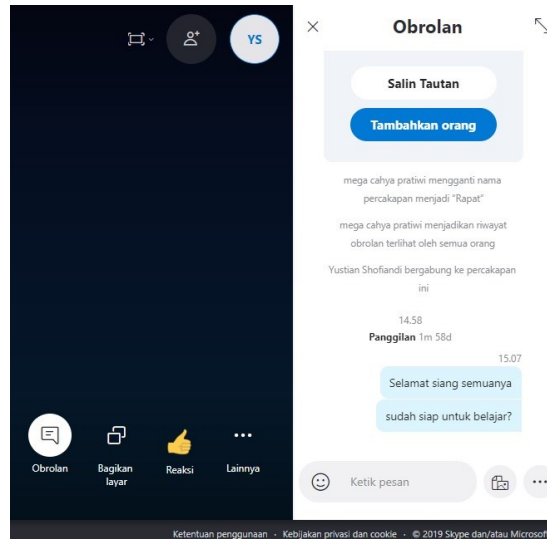 YS
Obrolan
Salin Tautan
Tambahkan orang
mega cahya pratiwi mengganti nama
percakapan menjadi "Rapat"
mega cahya pratiwi menjadikan riwayat
obrolan terlihat oleh semua orang
Yustian Shofiandi bergabung ke percakapan
ini
14.58
Panggilan 1m 58d
15.07
Selamat siang semuanya
sudah siap untuk belajar?
Obrolan
Bagikan
layar
Reaksi
Lainnya
Ketik pesan
Ketentuan penggunaan - Kebijakan privasi dan cookie - © 2019 Skype dan/atau Microsoft